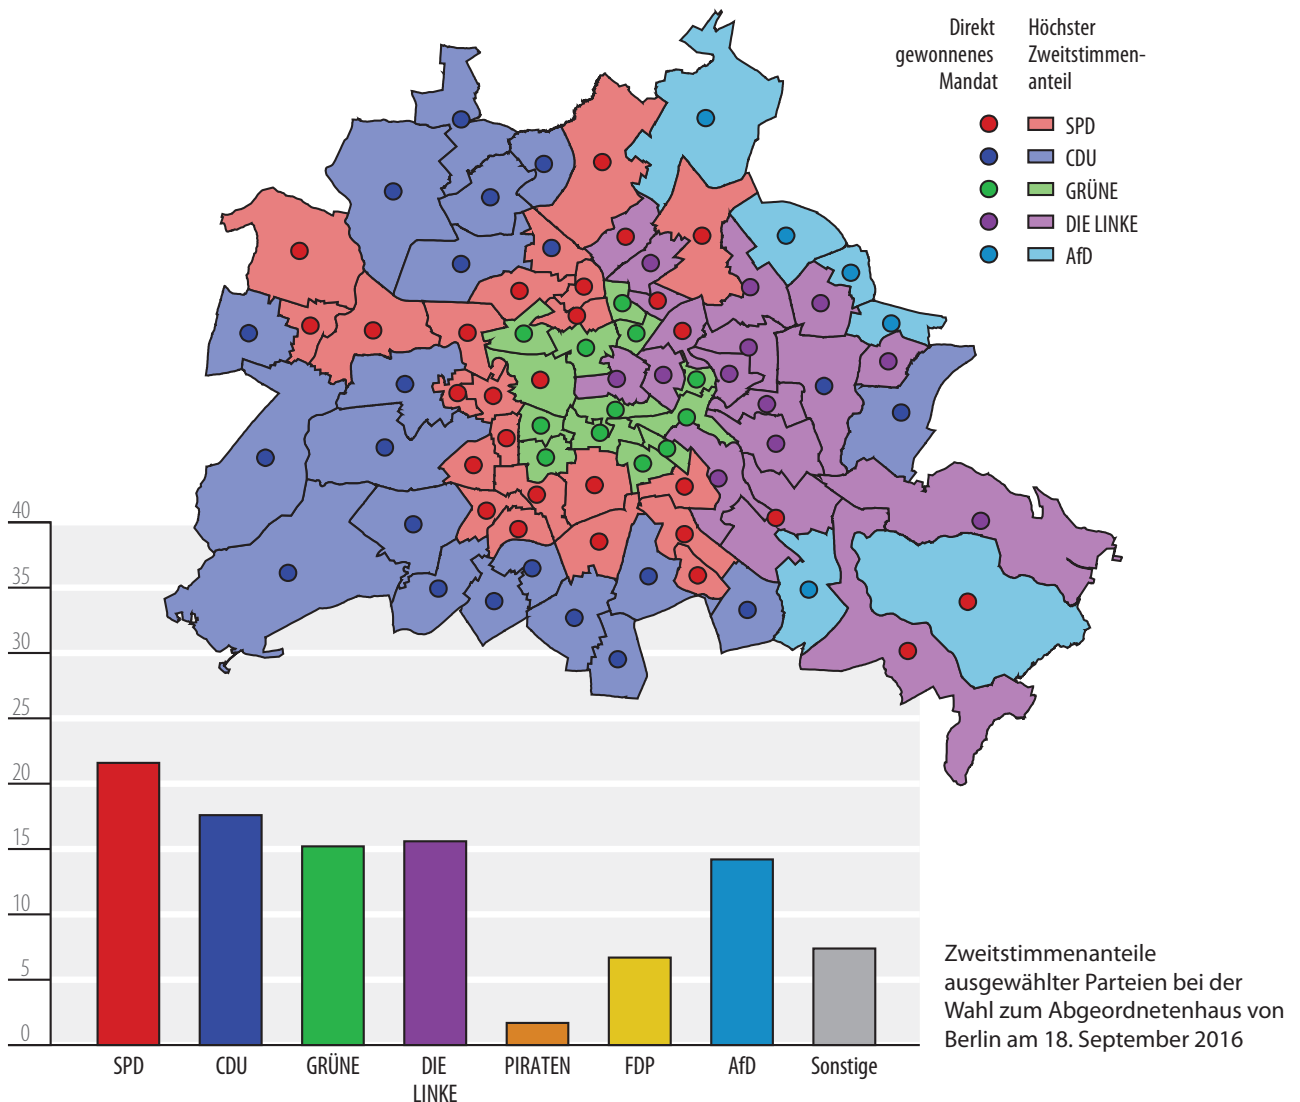 Direkt
gewonnenes
Mandat
Höchster
Zweitstimmen-
anteil
SPD
CDU
GRÜNE
DIE LINKE
AfD
40
35
30
25
20
15
10
5
0
SPD
CDU
GRÜNE
DIE
LINKE
PIRATEN
FDP
AfD
Sonstige
Zweitstimmenanteile
ausgewählter Parteien bei der
Wahl zum Abgeordnetenhaus von
Berlin am 18. September 2016